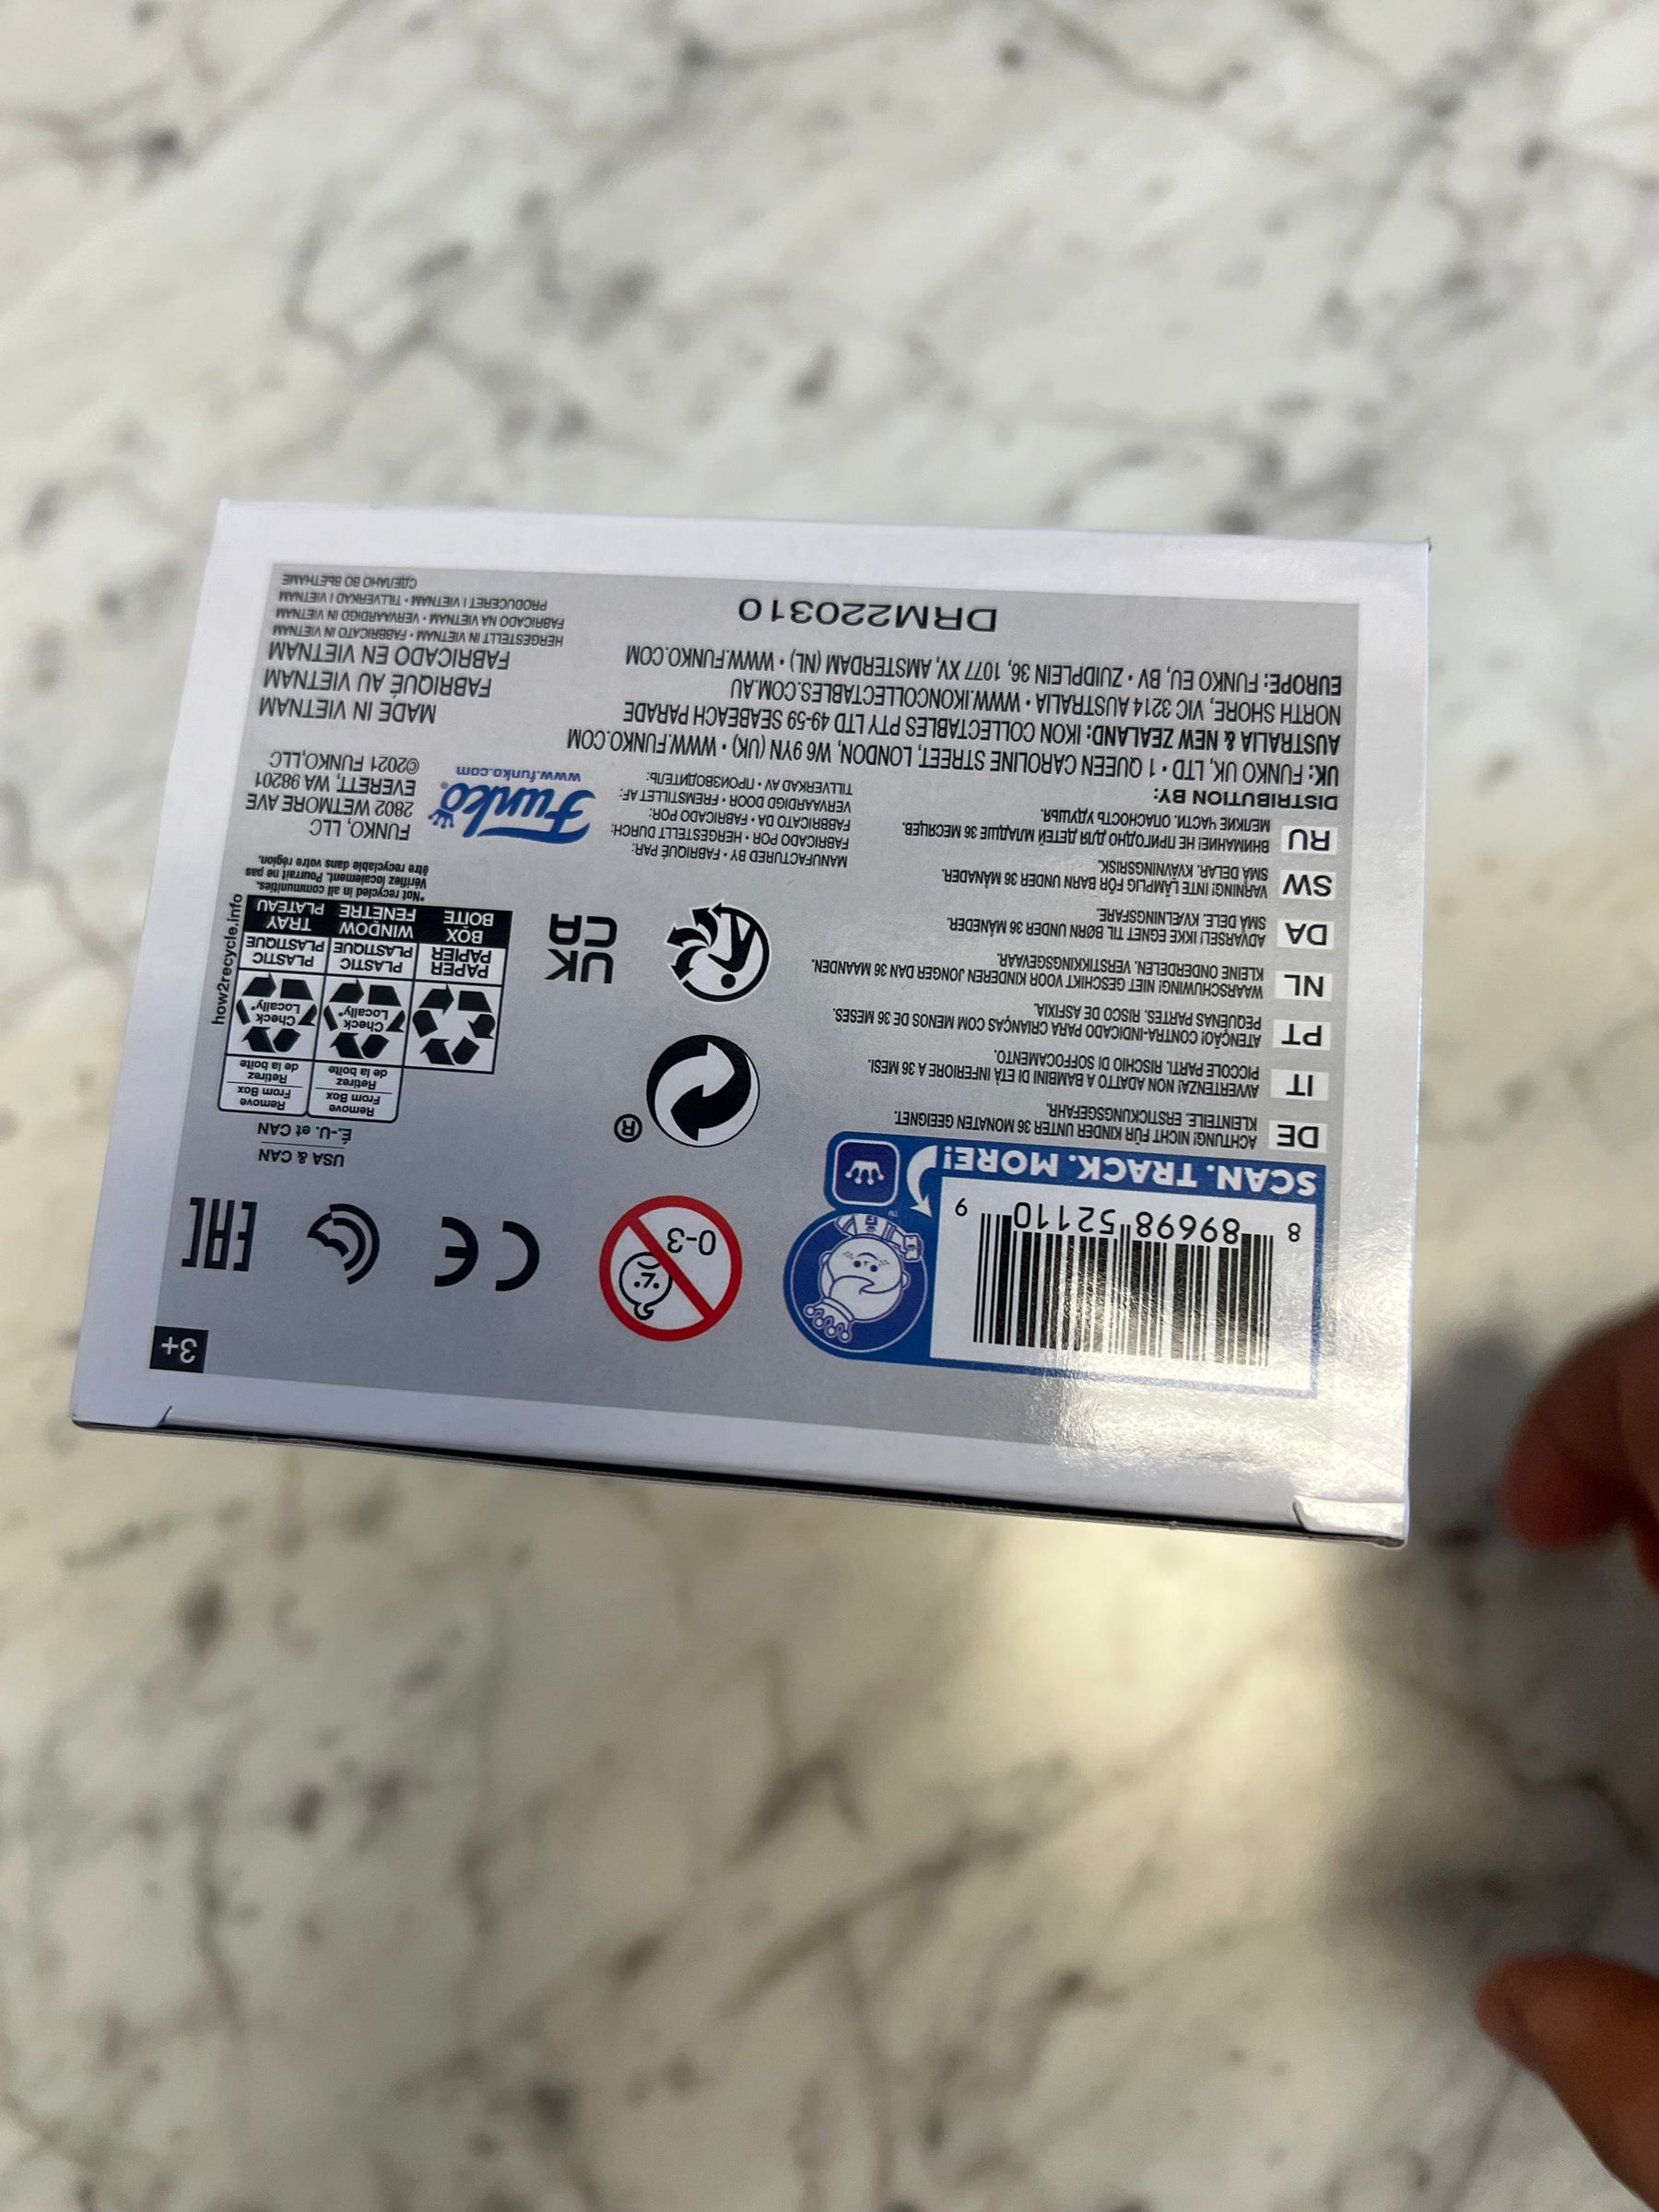 3+
8 89698 52110 9
SCAN. TRACK. MORE!
0-3
CE
EAC
DE
ACHTUNG! NICHT FÜR KINDER UNTER 36 MONATEN GEEIGNET.
KLEINTEILE. ERSTICKUNGSGEFAHR.
IT
AVVERTENZA! NON ADATTO A BAMBINI DI ETÀ INFERIORE A 36 MESI.
PICCOLE PARTI. RISCHIO DI SOFFOCAMENTO.
PT
ATENÇÃO! CONTRA-INDICADO PARA CRIANÇAS COM MENOS DE 36 MESES.
PEQUENAS PARTES. RISCO DE ASFIXIA.
NL
WAARSCHUWING! NIET GESCHIKT VOOR KINDEREN JONGER DAN 36 MAANDEN.
KLEINE ONDERDELEN. VERSTIKKINGSGEVAAR.
DA
ADVARSEL! IKKE EGNET TIL BØRN UNDER 36 MÅNEDER.
SMÅ DELE. KVÆLNINGSFARE.
SW
VARNING! INTE LÄMPLIG FÖR BARN UNDER 36 MÅNADER.
SMÅ DELAR. KVÄVNINGSRISK.
RU
ВНИМАНИЕ! НЕ ПРИГОДНО ДЛЯ ДЕТЕЙ МЛАДШЕ 36 МЕСЯЦЕВ.
МЕЛКИЕ ЧАСТИ. ОПАСНОСТЬ УДУШЬЯ.
®
UK
CA
USA & CAN
É.-U. et CAN
Remove From Box
Retirez de la boîte
Remove From Box
Retirez de la boîte
Check Locally*
Check Locally*
PAPER
PAPIER
PLASTIC
PLASTIQUE
PLASTIC
PLASTIQUE
BOX
BOÎTE
WINDOW
FENÊTRE
TRAY
PLATEAU
how2recycle.info
*Not recycled in all communities.
Vérifiez localement. Pourrait ne pas
être recyclable dans votre région.
MANUFACTURED BY • FABRIQUÉ PAR:
FABRICADO POR • HERGESTELLT DURCH:
FABBRICATO DA • FABRICADO POR:
VERVAARDIGD DOOR • FREMSTILLET AF:
TILLVERKAD AV • ПРОИЗВОДИТЕЛЬ:
Funko®
www.funko.com
FUNKO, LLC
2802 WETMORE AVE
EVERETT, WA 98201
©2021 FUNKO,LLC
DISTRIBUTION BY:
UK: FUNKO UK, LTD • 1 QUEEN CAROLINE STREET, LONDON, W6 9YN (UK) • WWW.FUNKO.COM
AUSTRALIA & NEW ZEALAND: IKON COLLECTABLES PTY LTD 49-59 SEABEACH PARADE
NORTH SHORE, VIC 3214 AUSTRALIA • WWW.IKONCOLLECTABLES.COM.AU
EUROPE: FUNKO EU, BV • ZUIDPLEIN 36, 1077 XV, AMSTERDAM (NL) • WWW.FUNKO.COM
MADE IN VIETNAM
FABRIQUÉ AU VIETNAM
FABRICADO EN VIETNAM
HERGESTELLT IN VIETNAM • FABBRICATO IN VIETNAM
FABRICADO NA VIETNAM • VERVAARDIGD IN VIETNAM
PRODUCERET I VIETNAM • TILLVERKAD I VIETNAM
СДЕЛАНО ВО ВЬЕТНАМЕ
DRM220310